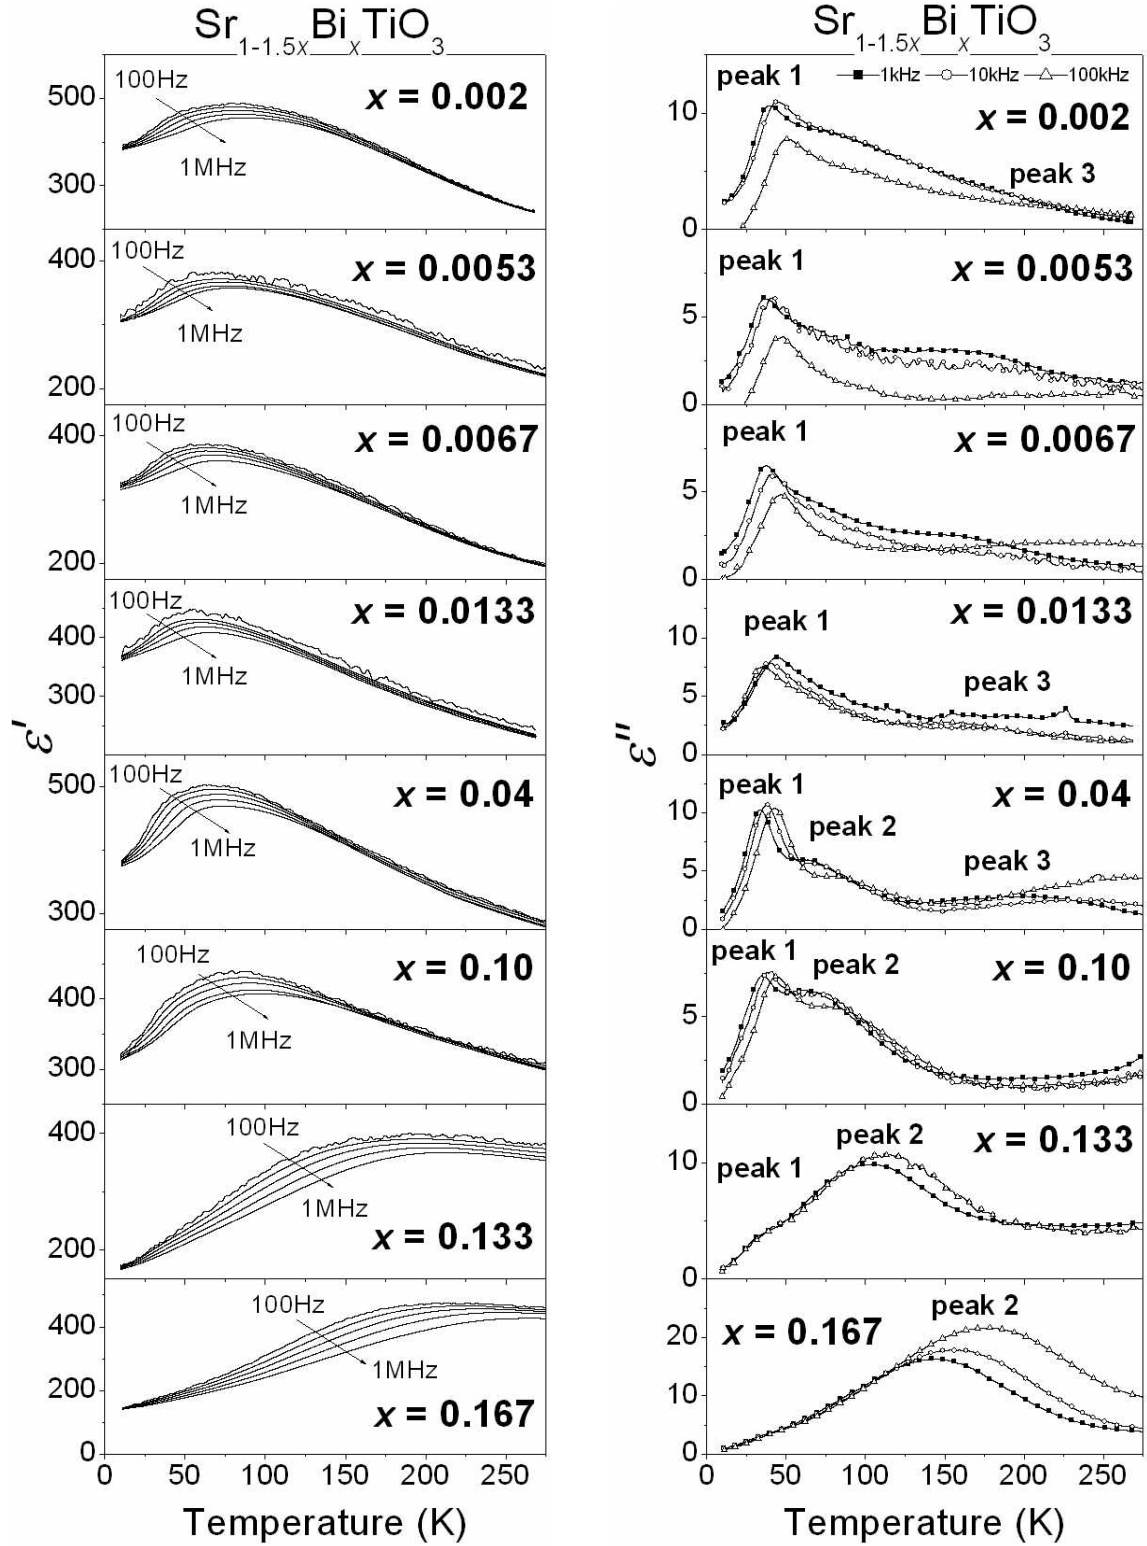 Sr1-1.5xBixTiO3
500
300
100Hz
1MHz
x = 0.002
400
200
100Hz
1MHz
x = 0.0053
400
200
100Hz
1MHz
x = 0.0067
400
300
100Hz
1MHz
x = 0.0133
500
300
100Hz
1MHz
x = 0.04
400
300
100Hz
1MHz
x = 0.10
400
200
100Hz
1MHz
x = 0.133
400
200
0
100Hz
1MHz
x = 0.167
ε'
0 50 100 150 200 250
Temperature (K)
Sr1-1.5xBixTiO3
peak 1
1kHz 10kHz 100kHz
x = 0.002
peak 3
10
0
peak 1
x = 0.0053
5
0
peak 1
x = 0.0067
5
0
peak 1
x = 0.0133
peak 3
10
5
0
peak 1
x = 0.04
peak 2
peak 3
10
5
0
peak 1
peak 2
x = 0.10
5
0
peak 2
x = 0.133
peak 1
10
5
0
peak 2
x = 0.167
20
10
0
ε''
0 50 100 150 200 250
Temperature (K)